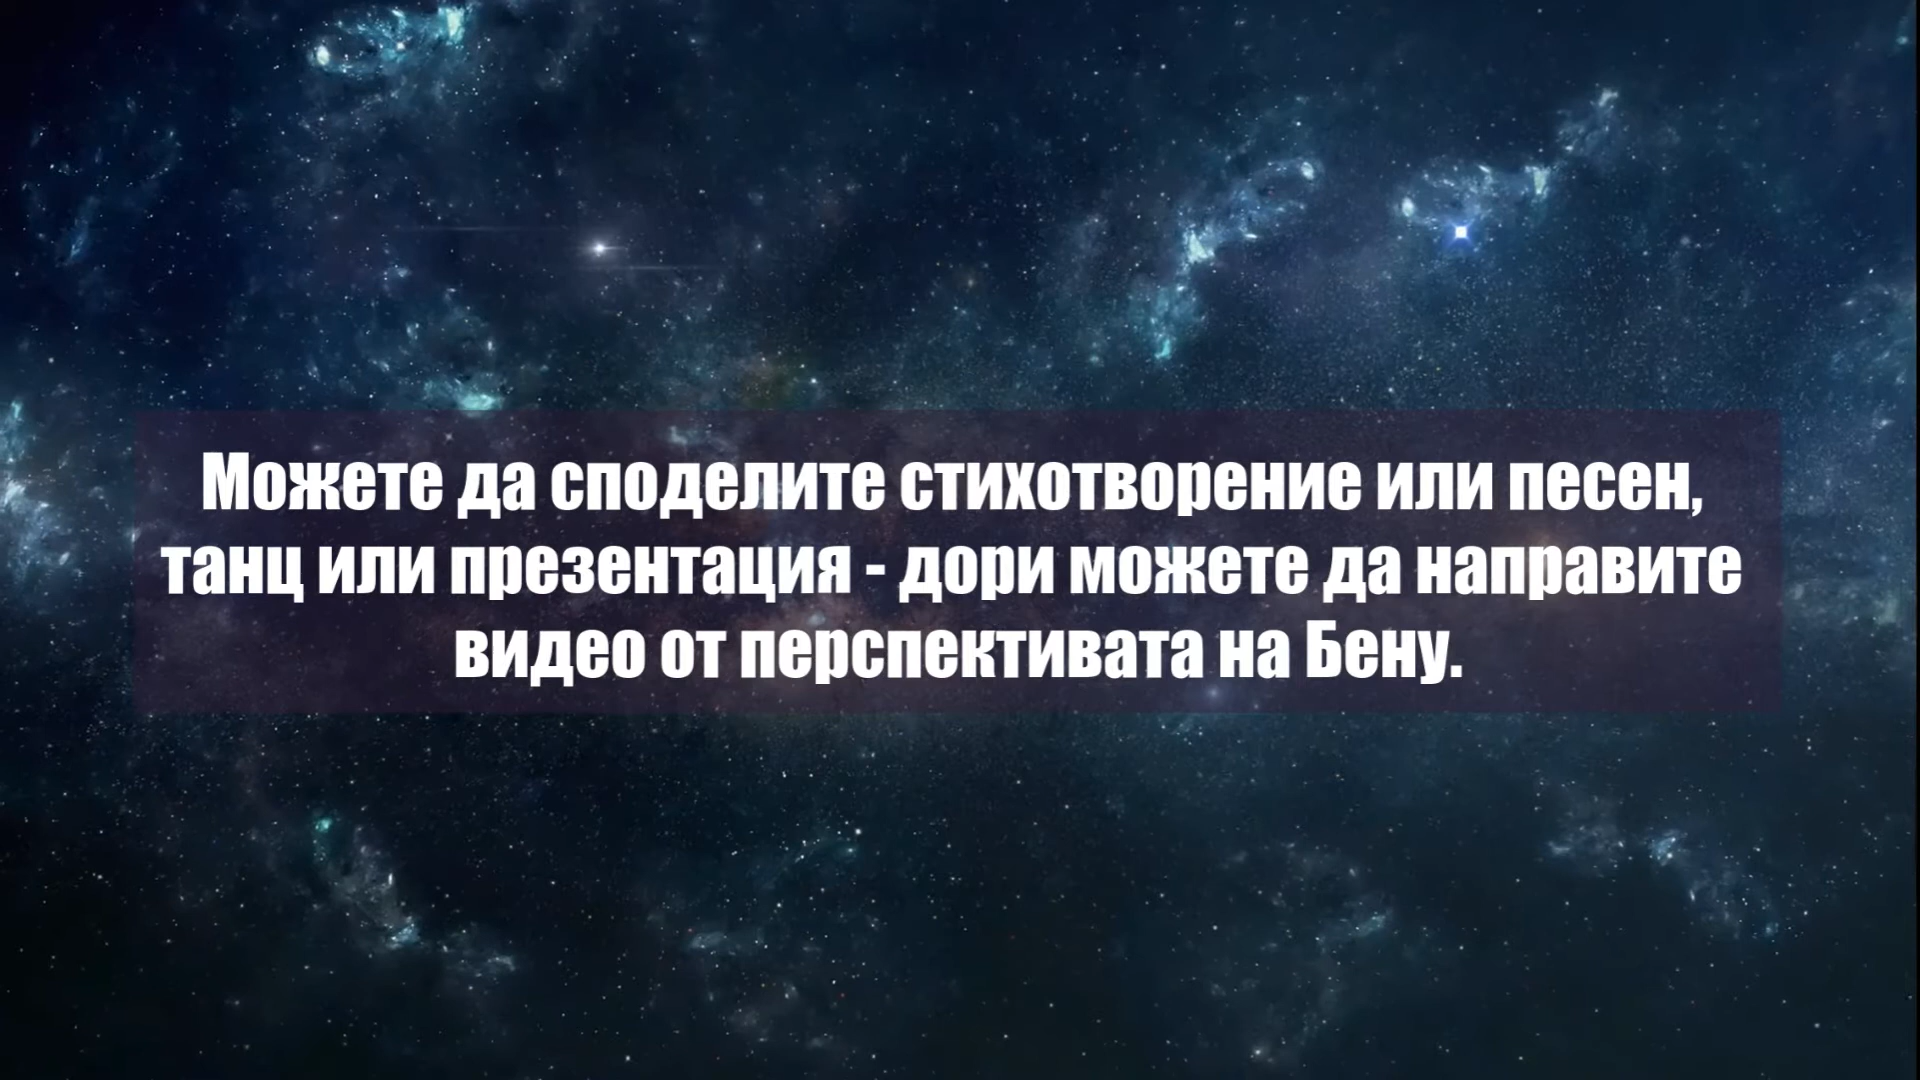 Можете да споделите стихотворение или песен,
танц или презентация - дори можете да направите
видео от перспективата на Бену.